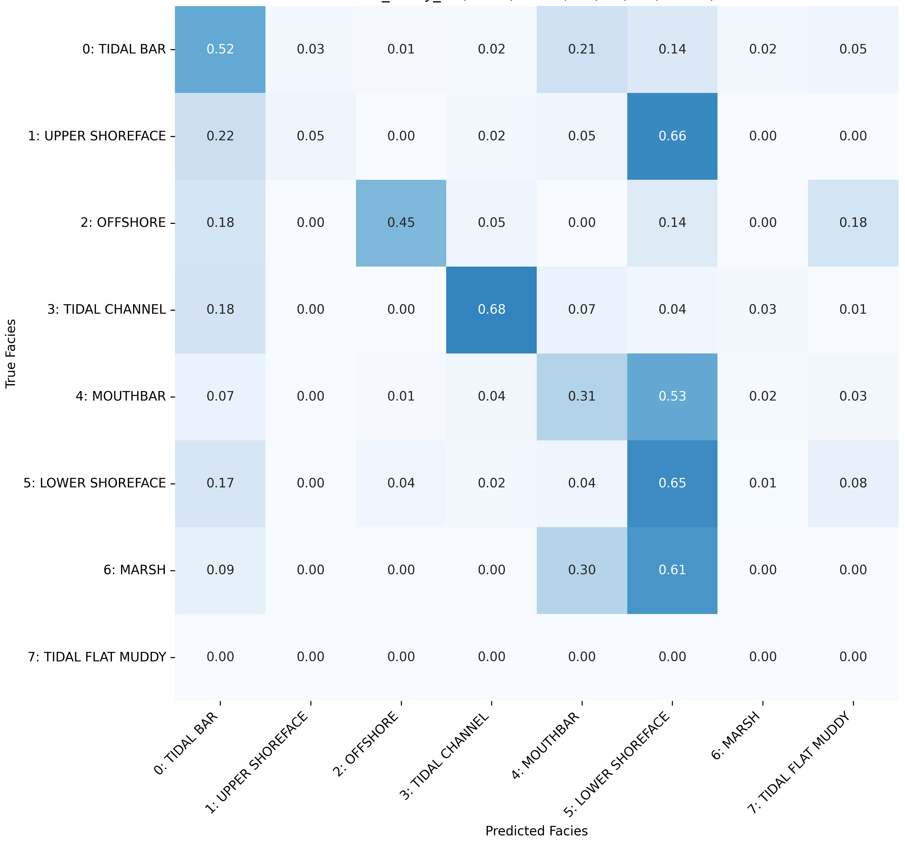 0: TIDAL BAR 0.52 0.03 0.01 0.02 0.21 0.14 0.02 0.05
1: UPPER SHOREFACE 0.22 0.05 0.00 0.02 0.05 0.66 0.00 0.00
2: OFFSHORE 0.18 0.00 0.45 0.05 0.00 0.14 0.00 0.18
3: TIDAL CHANNEL 0.18 0.00 0.00 0.68 0.07 0.04 0.03 0.01
4: MOUTHBAR 0.07 0.00 0.01 0.04 0.31 0.53 0.02 0.03
5: LOWER SHOREFACE 0.17 0.00 0.04 0.02 0.04 0.65 0.01 0.08
6: MARSH 0.09 0.00 0.00 0.00 0.30 0.61 0.00 0.00
7: TIDAL FLAT MUDDY 0.00 0.00 0.00 0.00 0.00 0.00 0.00 0.00
True Facies
0: TIDAL BAR
1: UPPER SHOREFACE
2: OFFSHORE
3: TIDAL CHANNEL
4: MOUTHBAR
5: LOWER SHOREFACE
6: MARSH
7: TIDAL FLAT MUDDY
Predicted Facies